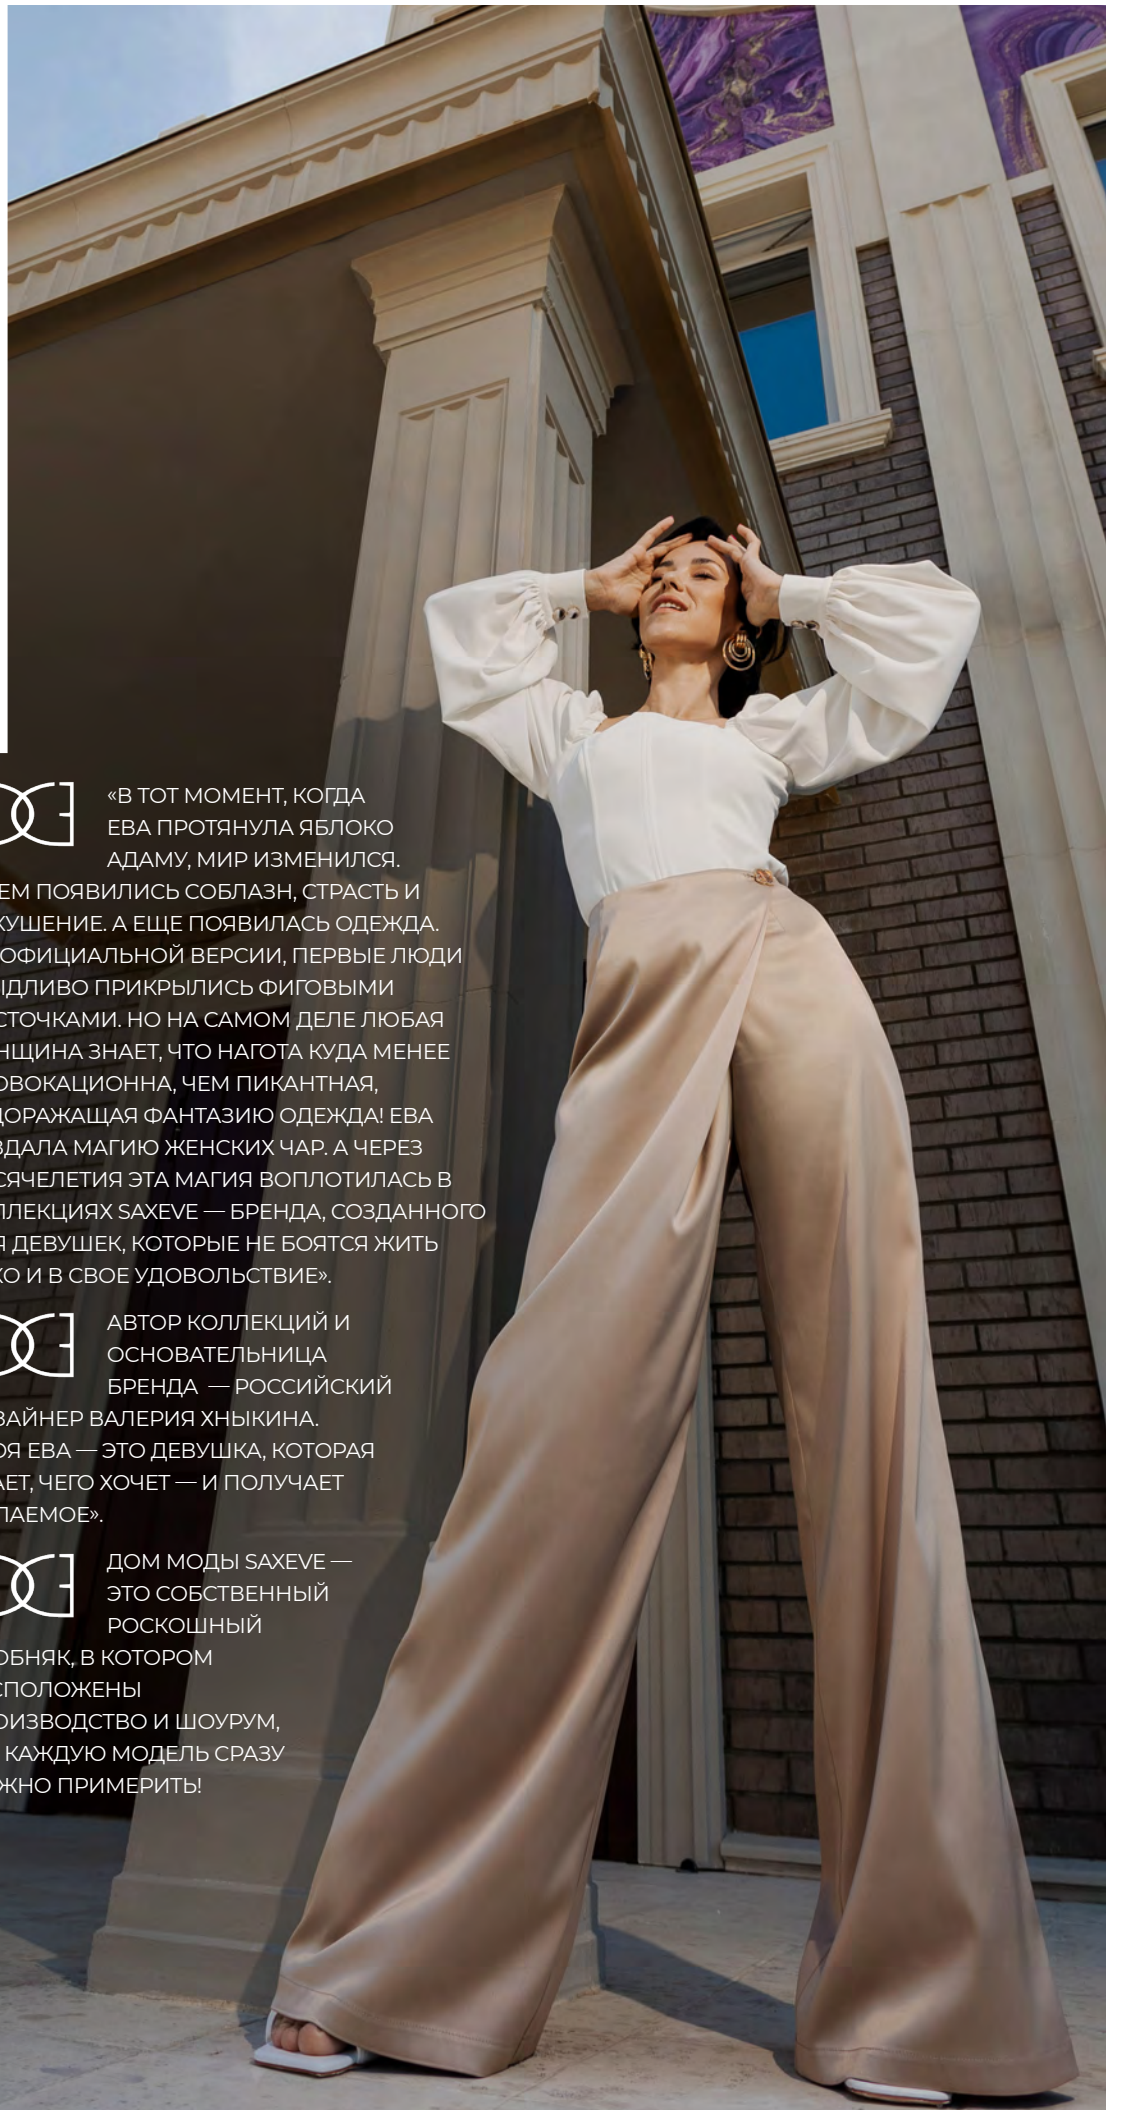 «В ТОТ МОМЕНТ, КОГДА
ЕВА ПРОТЯНУЛА ЯБЛОКО
АДАМУ, МИР ИЗМЕНИЛСЯ.
ЕМ ПОЯВИЛИСЬ СОБЛАЗН, СТРАСТЬ И
КУШЕНИЕ. А ЕЩЕ ПОЯВИЛАСЬ ОДЕЖДА.
ОФИЦИАЛЬНОЙ ВЕРСИИ, ПЕРВЫЕ ЛЮДИ
ЫДЛИВО ПРИКРЫЛИСЬ ФИГОВЫМИ
СТОЧКАМИ. НО НА САМОМ ДЕЛЕ ЛЮБАЯ
НЩИНА ЗНАЕТ, ЧТО НАГОТА КУДА МЕНЕЕ
ОВОКАЦИОННА, ЧЕМ ПИКАНТНАЯ,
ДОРАЖАЩАЯ ФАНТАЗИЮ ОДЕЖДА! ЕВА
ЗДАЛА МАГИЮ ЖЕНСКИХ ЧАР. А ЧЕРЕЗ
СЯЧЕЛЕТИЯ ЭТА МАГИЯ ВОПЛОТИЛАСЬ В
ЛЛЕКЦИЯХ SAXEVE — БРЕНДА, СОЗДАННОГО
Я ДЕВУШЕК, КОТОРЫЕ НЕ БОЯТСЯ ЖИТЬ
КО И В СВОЕ УДОВОЛЬСТВИЕ».
АВТОР КОЛЛЕКЦИЙ И
ОСНОВАТЕЛЬНИЦА
БРЕНДА — РОССИЙСКИЙ
ЗАЙНЕР ВАЛЕРИЯ ХНЫКИНА.
ОЯ ЕВА — ЭТО ДЕВУШКА, КОТОРАЯ
АЕТ, ЧЕГО ХОЧЕТ — И ПОЛУЧАЕТ
ЛАЕМОЕ».
ДОМ МОДЫ SAXEVE —
ЭТО СОБСТВЕННЫЙ
РОСКОШНЫЙ
ОБНЯК, В КОТОРОМ
СПОЛОЖЕНЫ
ОИЗВОДСТВО И ШОУРУМ,
КАЖДУЮ МОДЕЛЬ СРАЗУ
ЖНО ПРИМЕРИТЬ!